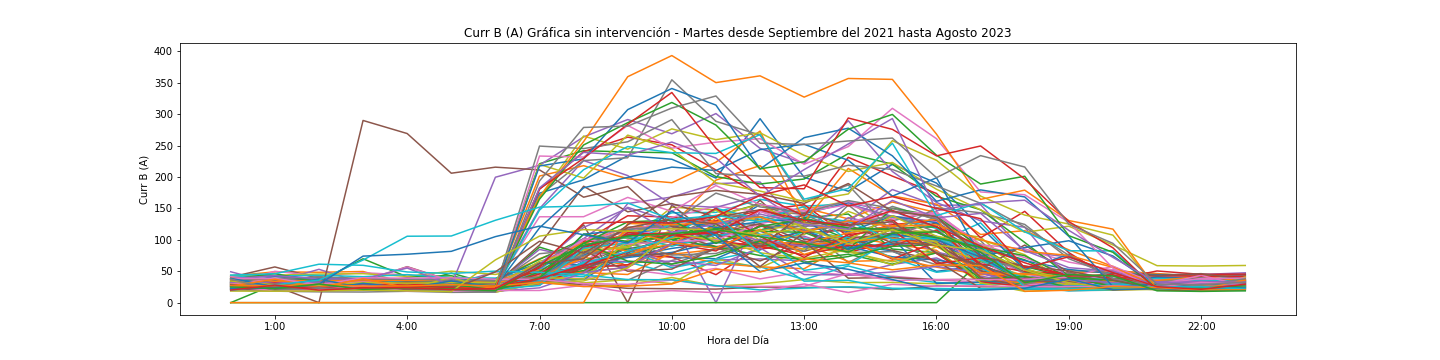 Curr B (A) Gráfica sin intervención - Martes desde Septiembre del 2021 hasta Agosto 2023
Curr B (A)
400
350
300
250
200
150
100
50
0
1:00 4:00 7:00 10:00 13:00 16:00 19:00 22:00
Hora del Día